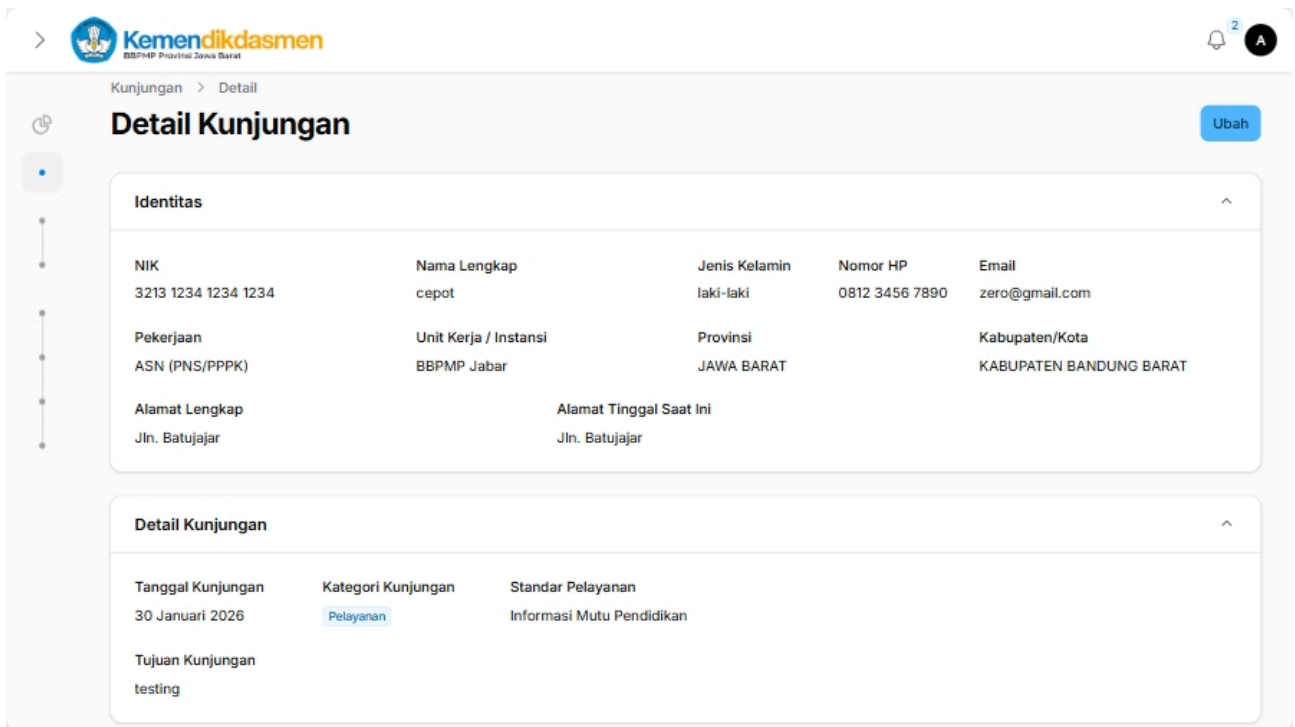 Kemendikdasmen
BBPMP Provinsi Jawa Barat
2
A
Kunjungan > Detail
Detail Kunjungan
Ubah
Identitas
NIK Nama Lengkap Jenis Kelamin Nomor HP Email
3213 1234 1234 1234 cepot laki-laki 0812 3456 7890 zero@gmail.com
Pekerjaan Unit Kerja / Instansi Provinsi Kabupaten/Kota
ASN (PNS/PPPK) BBPMP Jabar JAWA BARAT KABUPATEN BANDUNG BARAT
Alamat Lengkap Alamat Tinggal Saat Ini
Jln. Batujajar Jln. Batujajar
Detail Kunjungan
Tanggal Kunjungan Kategori Kunjungan Standar Pelayanan
30 Januari 2026 Pelayanan Informasi Mutu Pendidikan
Tujuan Kunjungan
testing